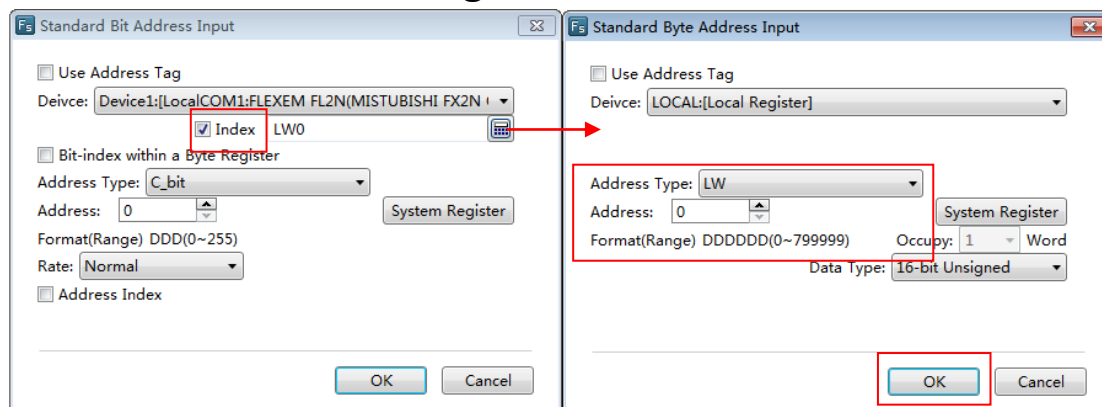 Fs Standard Bit Address Input
Use Address Tag
Deivce: Device1:[LocalCOM1:FLEXEM FL2N(MISTUBISHI FX2N (
Index LW0
Bit-index within a Byte Register
Address Type: C_bit
Address: 0 System Register
Format(Range) DDD(0~255)
Rate: Normal
Address Index
OK Cancel
Fs Standard Byte Address Input
Use Address Tag
Deivce: LOCAL:[Local Register]
Address Type: LW
Address: 0 System Register
Format(Range) DDDDDD(0~799999) Occupy: 1 Word
Data Type: 16-bit Unsigned
OK Cancel